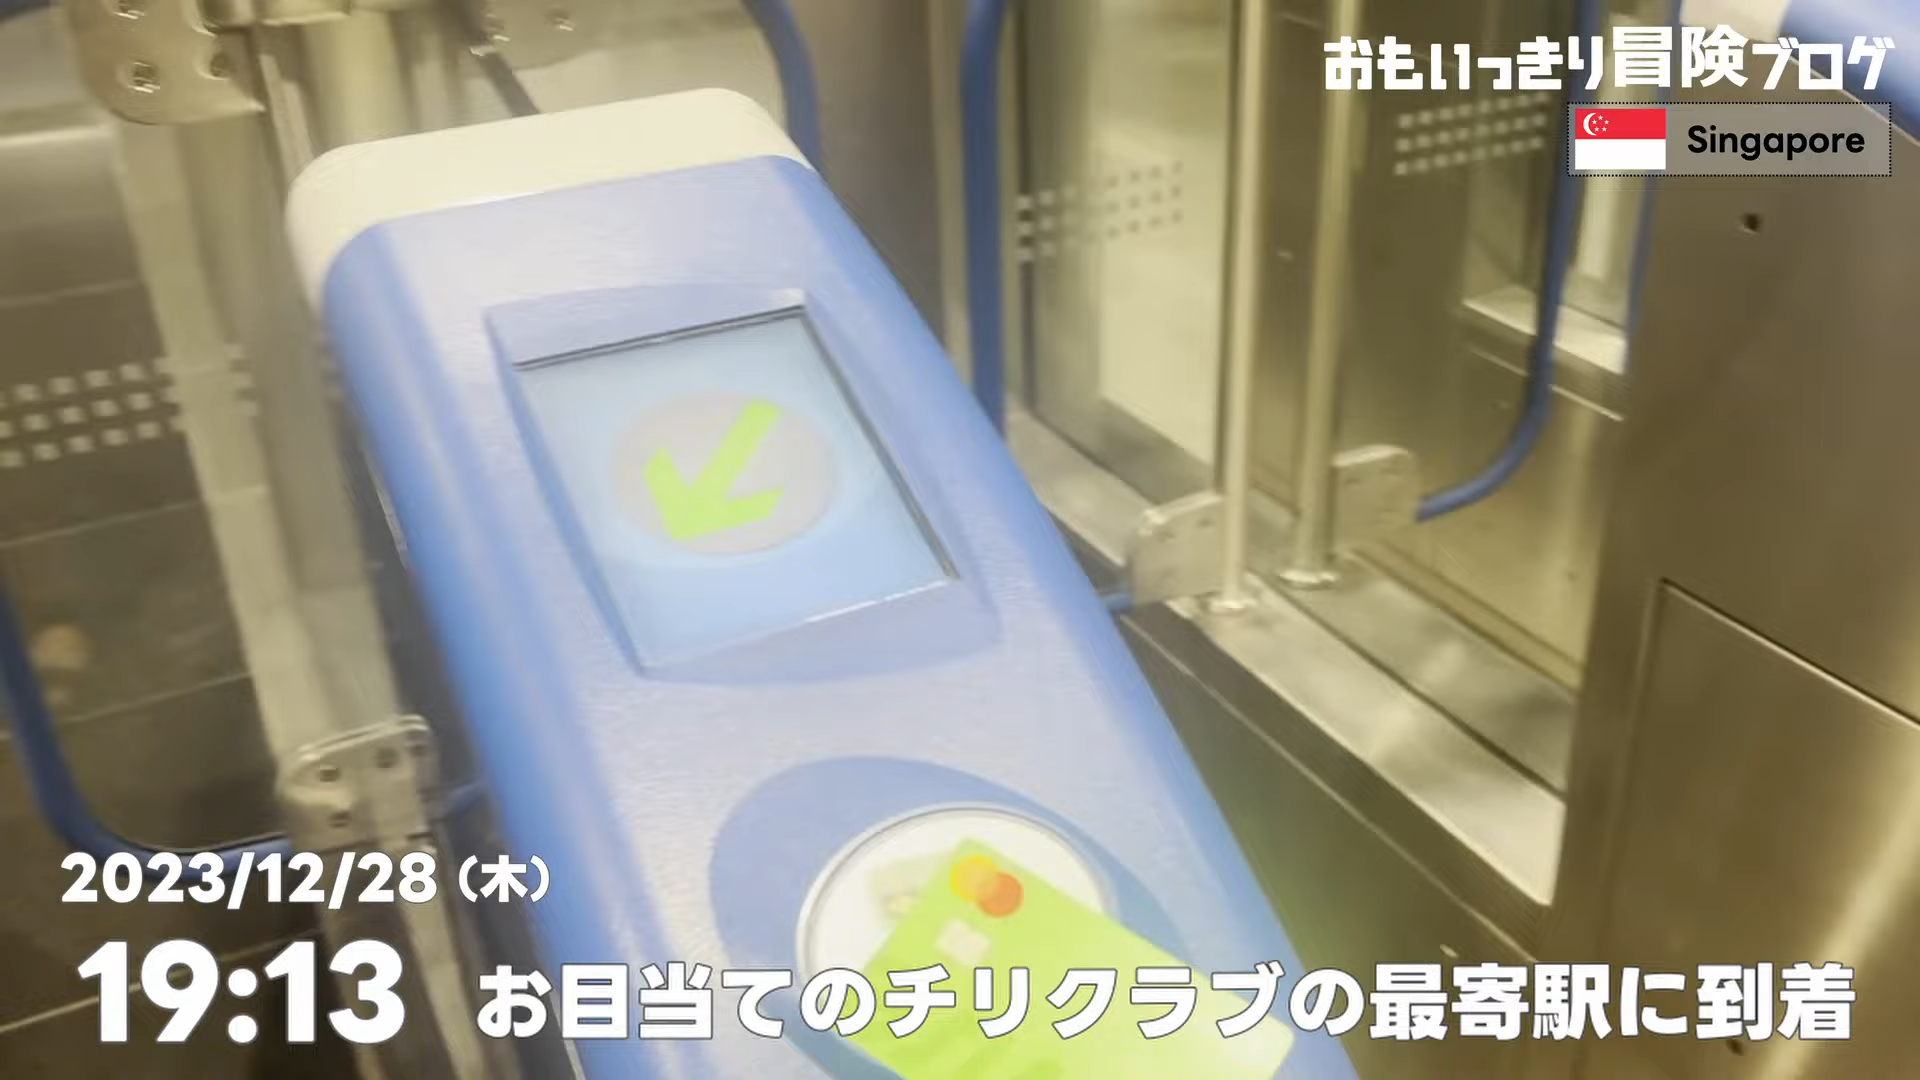 おもいっきり冒険ブログ
Singapore
2023/12/28（木）
19:13 お目当てのチリクラブの最寄駅に到着